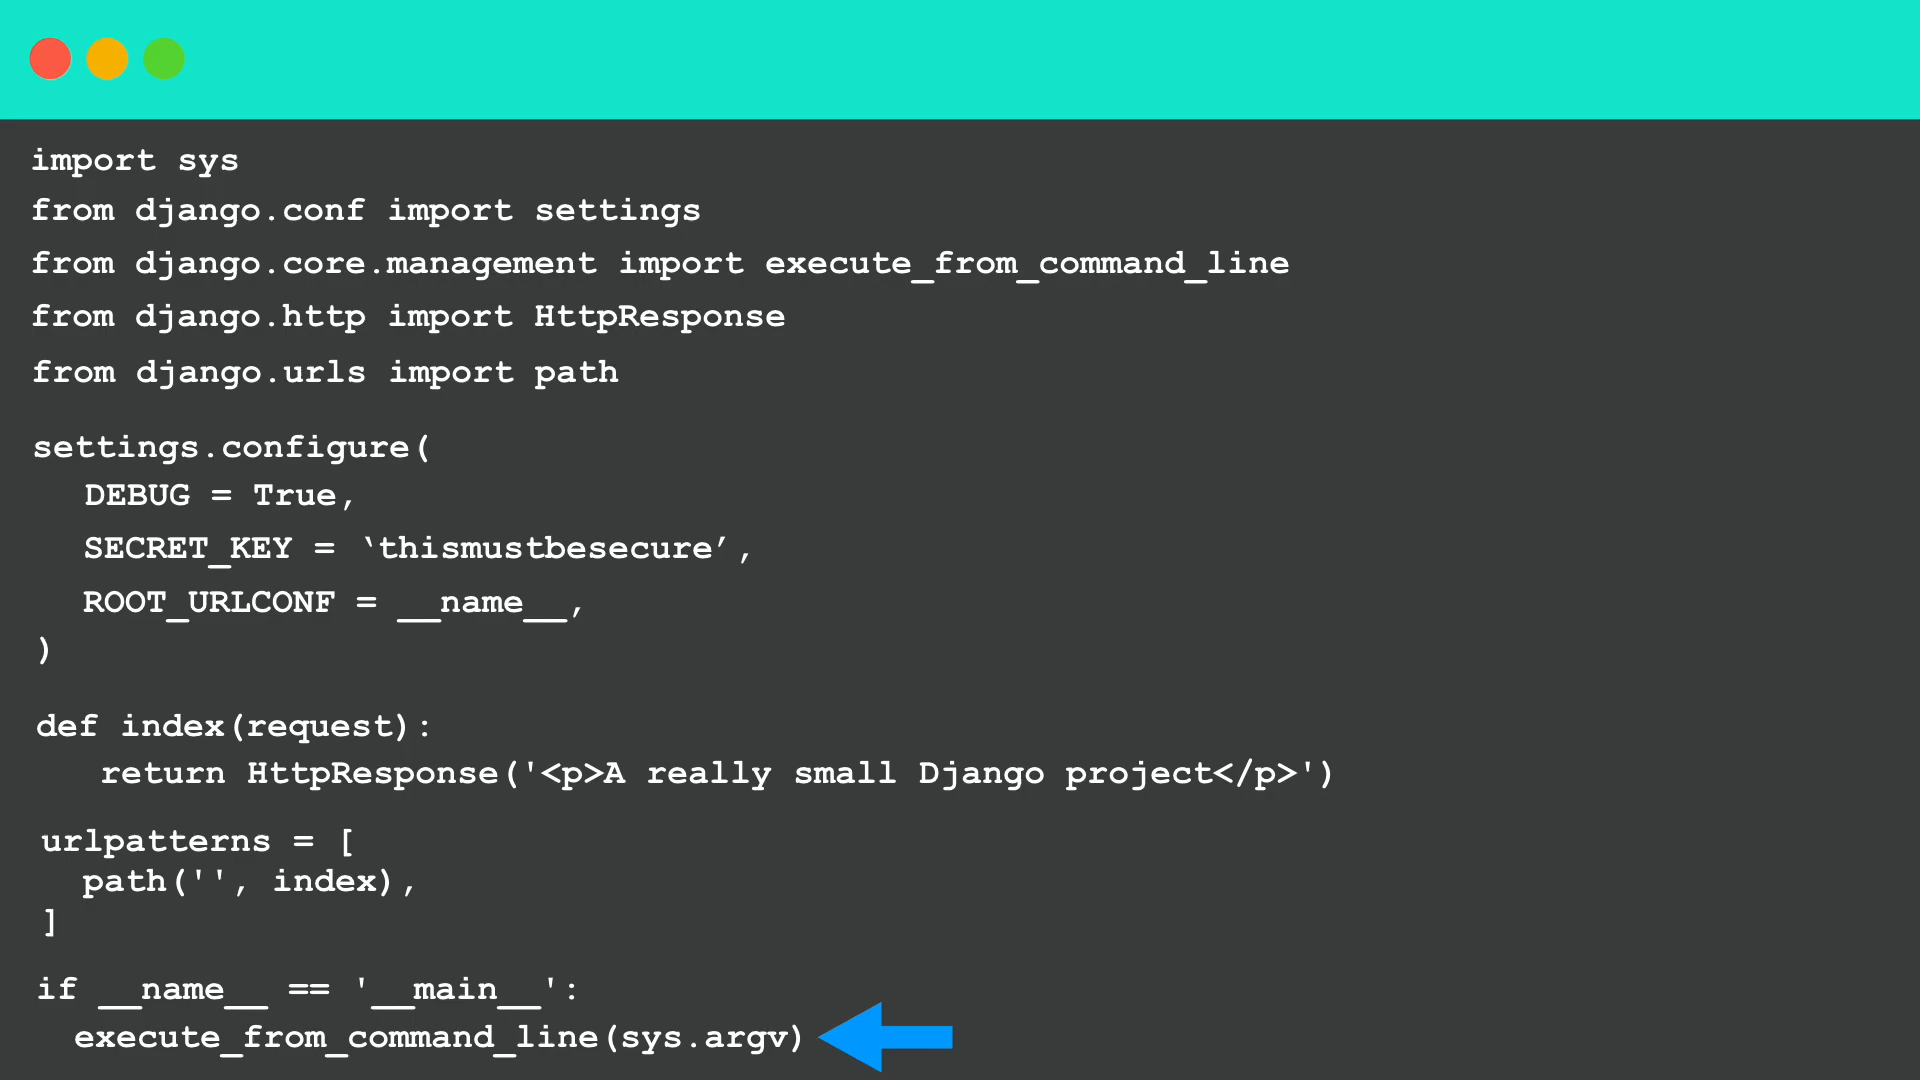 import sys
from django.conf import settings
from django.core.management import execute_from_command_line
from django.http import HttpResponse
from django.urls import path
settings.configure(
DEBUG = True,
SECRET_KEY = ‘thismustbesecure’,
ROOT_URLCONF = __name__,
)
def index(request):
return HttpResponse('<p>A really small Django project</p>')
urlpatterns = [
path('', index),
]
if __name__ == '__main__':
execute_from_command_line(sys.argv)